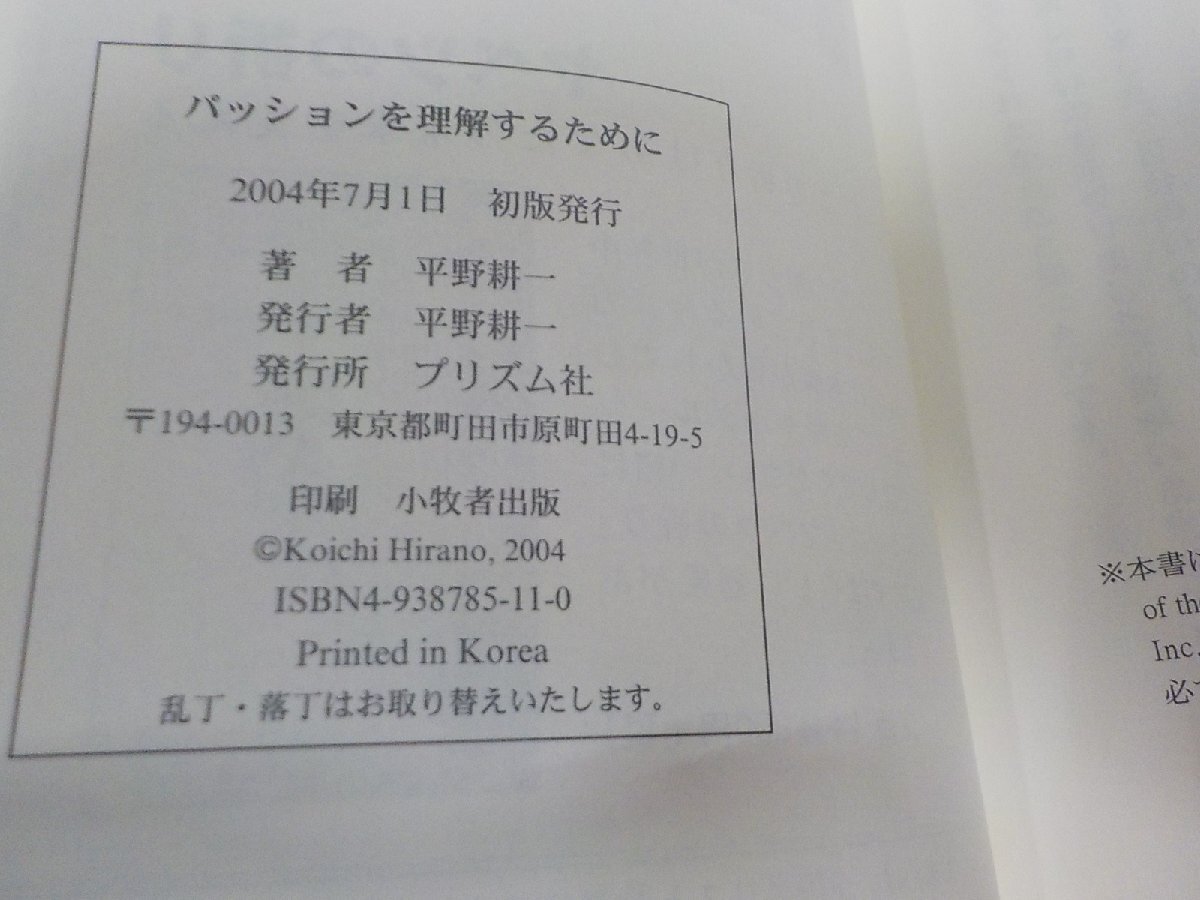 パッションを理解するために
2004年7月1日　初版発行
著　者　平野耕一
発行者　平野耕一
発行所　プリズム社
〒194-0013　東京都町田市原町田4-19-5
印刷　小牧者出版
©Koichi Hirano, 2004
ISBN4-938785-11-0
Printed in Korea
乱丁・落丁はお取り替えいたします。
※本書に
of th
Inc.
必